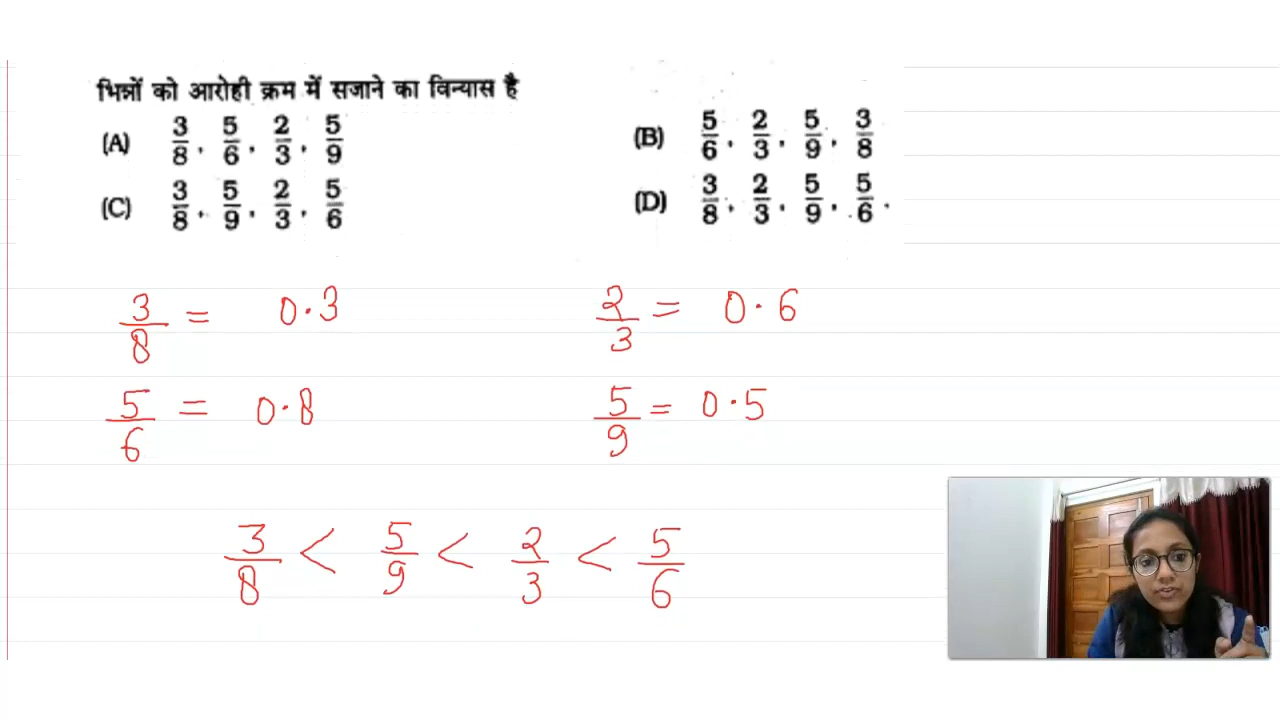 भिन्नों को आरोही क्रम में सजाने का विन्यास है
(A) 3/8, 5/6, 2/3, 5/9 (B) 5/6, 2/3, 5/9, 3/8
(C) 3/8, 5/9, 2/3, 5/6 (D) 3/8, 2/3, 5/9, 5/6.
3/8 = 0.3 2/3 = 0.6
5/6 = 0.8 5/9 = 0.5
3/8 < 5/9 < 2/3 < 5/6